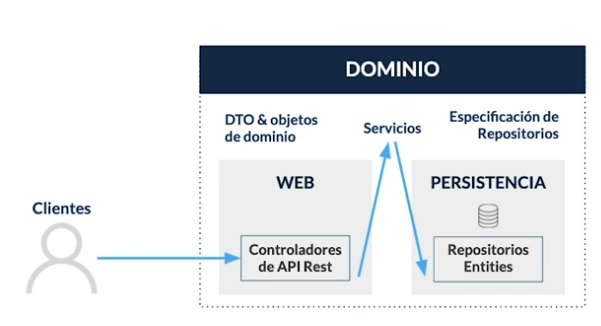 DOMINIO
DTO & objetos
de dominio
Servicios
Especificación de
Repositorios
WEB
PERSISTENCIA
Clientes
Controladores
de API Rest
Repositorios
Entities